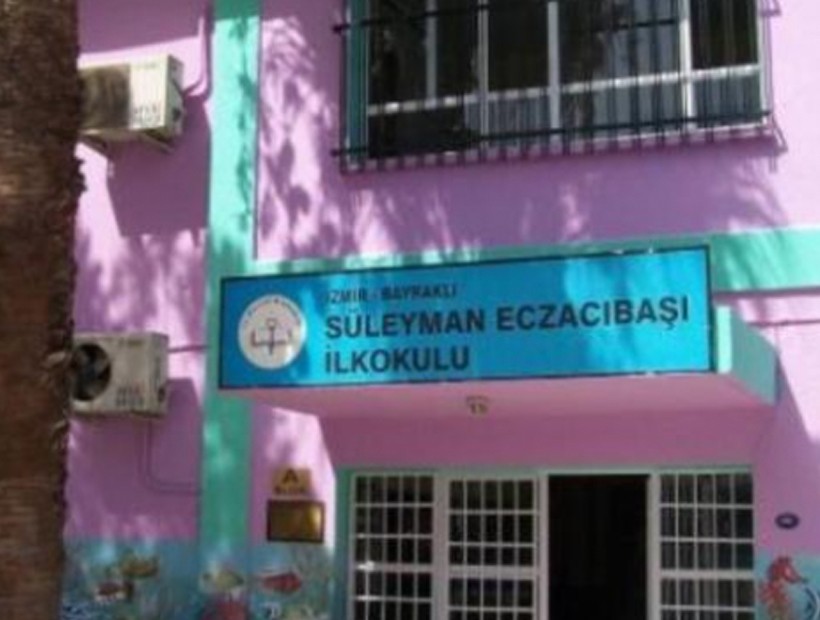 İZMİR - BAYRAKLI
SÜLEYMAN ECZACIBAŞI
İLKOKULU
A